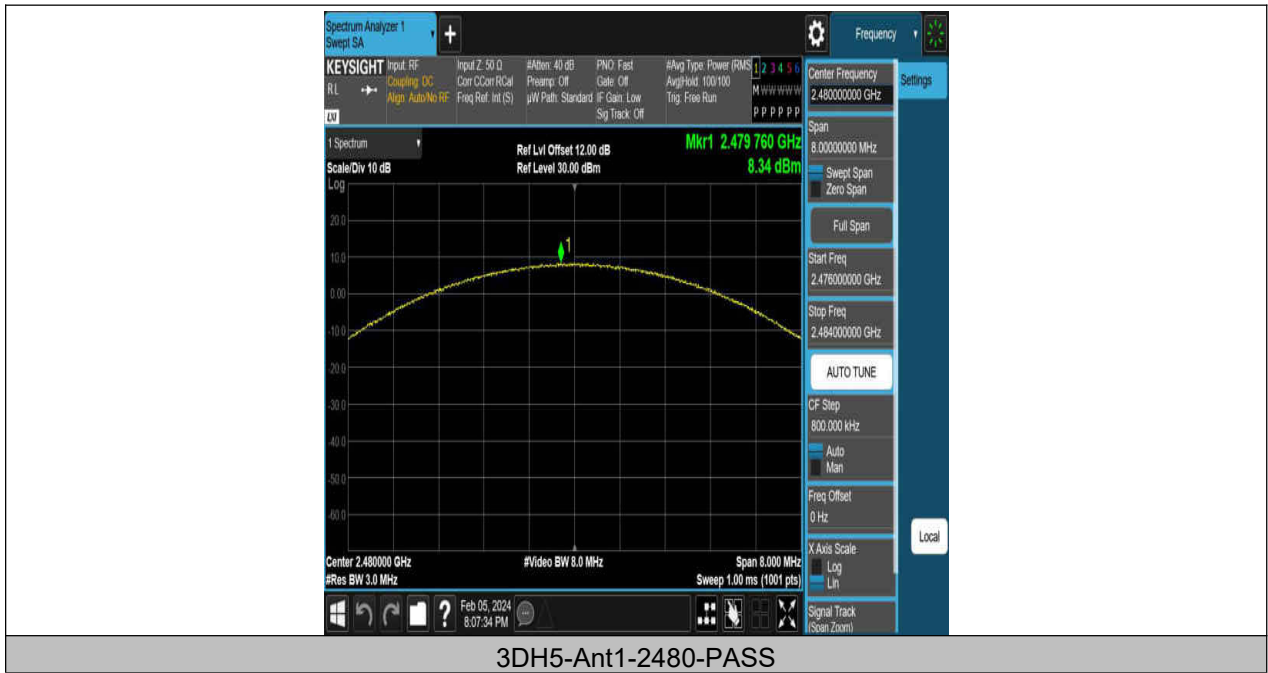 Spectrum Analyzer 1
Swept SA
+
Frequency
KEYSIGHT
RL
LXI
Input: RF
Coupling: DC
Align: Auto/No RF
Input Z: 50 Ω
Corr CCorr RCal
Freq Ref: Int (S)
#Atten: 40 dB
Preamp: Off
µW Path: Standard
PNO: Fast
Gate: Off
IF Gain: Low
Sig Track: Off
#Avg Type: Power (RMS
Avg|Hold: 100/100
Trig: Free Run
1 2 3 4 5 6
M W W W W W
P P P P P P
1 Spectrum
Scale/Div 10 dB
Log
Ref Lvl Offset 12.00 dB
Ref Level 30.00 dBm
Mkr1 2.479 760 GHz
8.34 dBm
20.0
10.0
0.00
-10.0
-20.0
-30.0
-40.0
-50.0
-60.0
1
Center 2.480000 GHz
#Res BW 3.0 MHz
#Video BW 8.0 MHz
Span 8.000 MHz
Sweep 1.00 ms (1001 pts)
?
Feb 05, 2024
8:07:34 PM
Center Frequency
2.480000000 GHz
Settings
Span
8.00000000 MHz
Swept Span
Zero Span
Full Span
Start Freq
2.476000000 GHz
Stop Freq
2.484000000 GHz
AUTO TUNE
CF Step
800.000 kHz
Auto
Man
Freq Offset
0 Hz
X Axis Scale
Log
Lin
Local
Signal Track
(Span Zoom)
3DH5-Ant1-2480-PASS